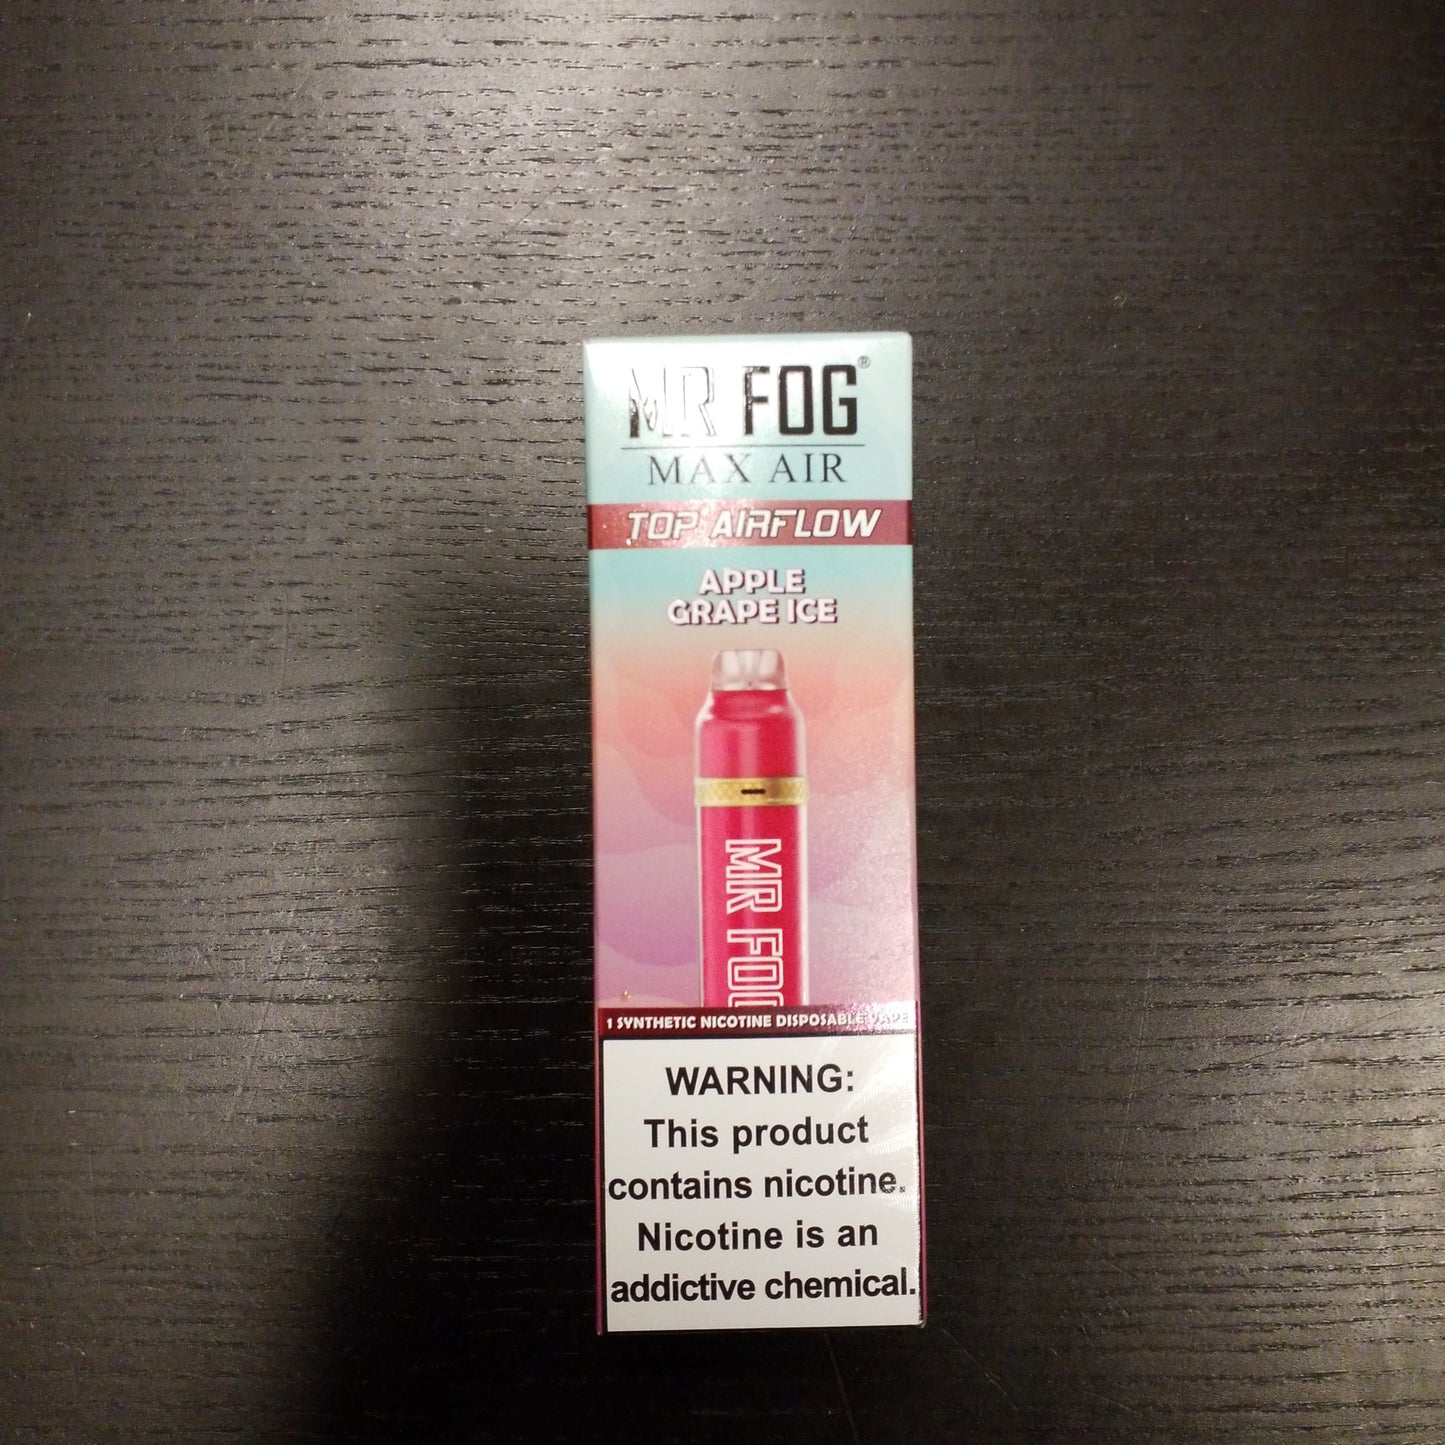 MR FOG®
MAX AIR
TOP AIRFLOW
APPLE
GRAPE ICE
MR FOG
1 SYNTHETIC NICOTINE DISPOSABLE VAPE
WARNING:
This product
contains nicotine.
Nicotine is an
addictive chemical.